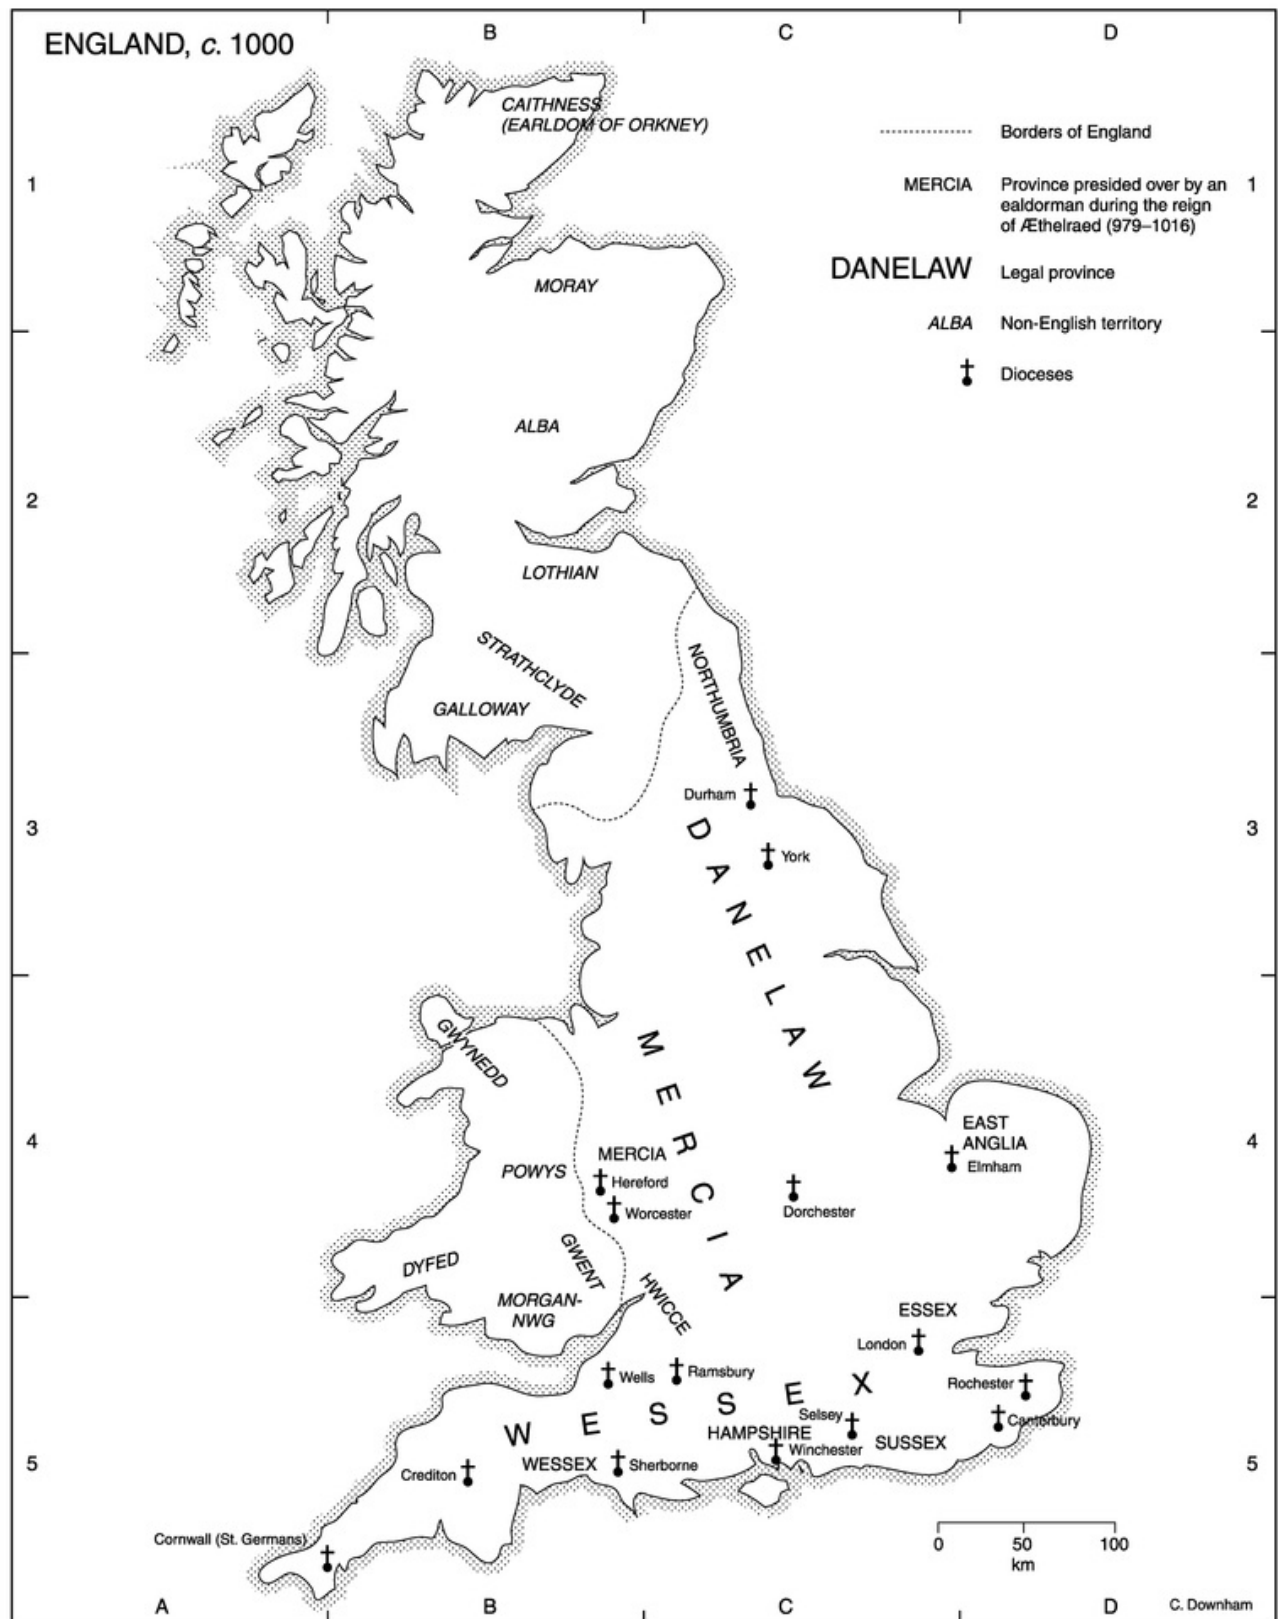 B
C
D
ENGLAND, c. 1000
CAITHNESS
(EARLDOM OF ORKNEY)
Borders of England
1
MERCIA
Province presided over by an
ealdorman during the reign
of Æthelraed (979–1016)
1
DANELAW
Legal province
MORAY
ALBA
Non-English territory
Dioceses
ALBA
2
2
LOTHIAN
STRATHCLYDE
NORTHUMBRIA
GALLOWAY
Durham
3
DANELAW
3
York
GWYNEDD
MERCIA
4
EAST
ANGLIA
4
MERCIA
Elmham
POWYS
Hereford
Worcester
Dorchester
DYFED
GWENT
HWICCE
MORGAN-
NWG
ESSEX
London
Wells
Ramsbury
Rochester
WESSEX
Selsey
Canterbury
HAMPSHIRE
SUSSEX
Winchester
5
WESSEX
Sherborne
5
Crediton
Cornwall (St. Germans)
0 50 100
km
A
B
C
D
C. Downham